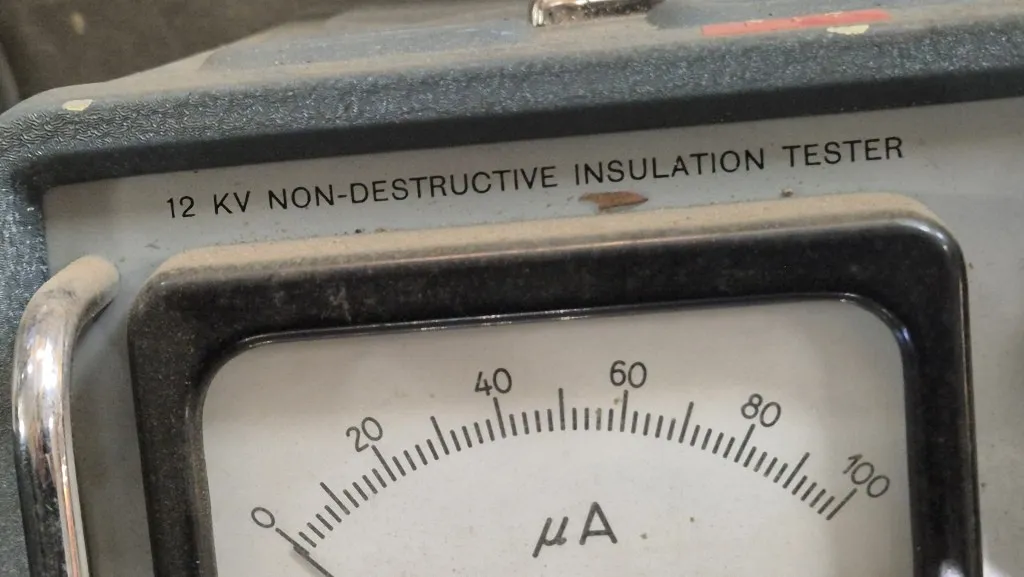 12 KV NON-DESTRUCTIVE INSULATION TESTER
0 20 40 60 80 100
μA